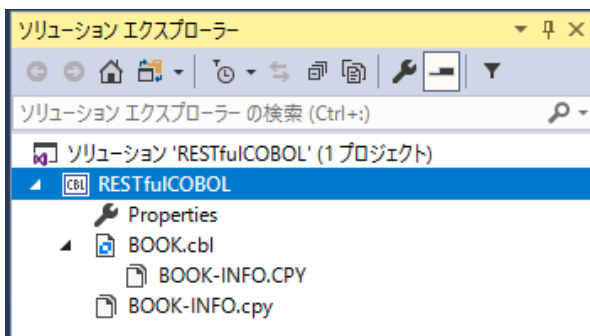 ソリューション エクスプローラー
ソリューション エクスプローラー の検索 (Ctrl+:)
ソリューション 'RESTfulCOBOL' (1 プロジェクト)
CBL RESTfulCOBOL
Properties
BOOK.cbl
BOOK-INFO.CPY
BOOK-INFO.cpy